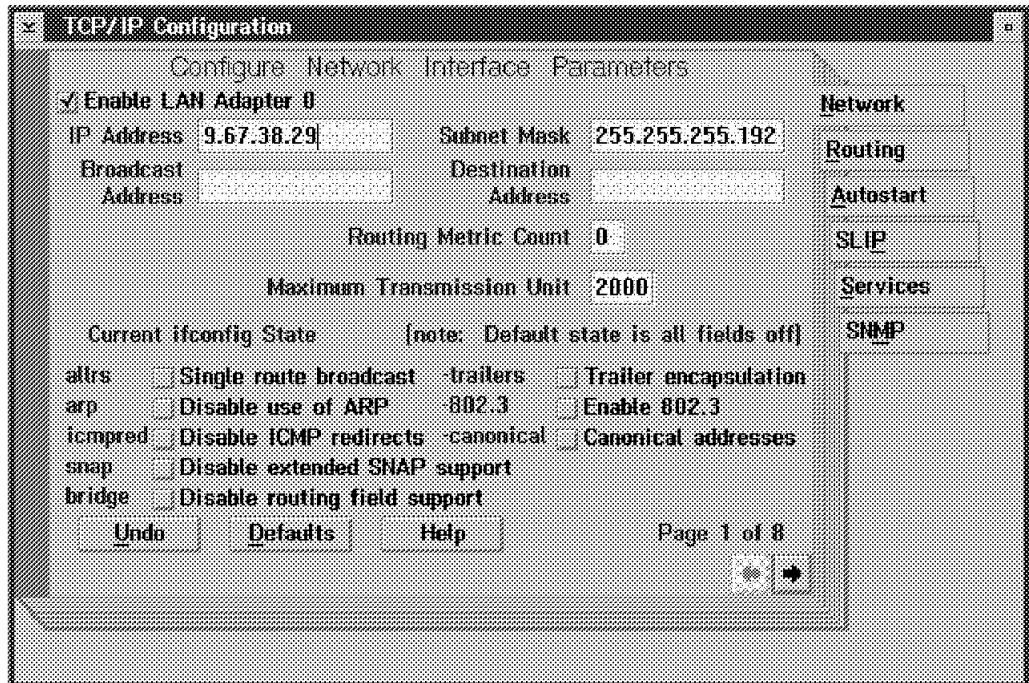 TCP/IP Configuration
Configure Network Interface Parameters
Enable LAN Adapter 0
IP Address 9.67.38.29 Subnet Mask 255.255.255.192
Broadcast Address Destination Address
Routing Metric Count 0
Maximum Transmission Unit 2000
Current ifconfig State [note: Default state is all fields off]
allrs Single route broadcast -trailers Trailer encapsulation
arp Disable use of ARP -802.3 Enable 802.3
icmpred Disable ICMP redirects -canonical Canonical addresses
snap Disable extended SNAP support
bridge Disable routing field support
Undo Defaults Help Page 1 of 8
Network
Routing
Autostart
SLIP
Services
SNMP